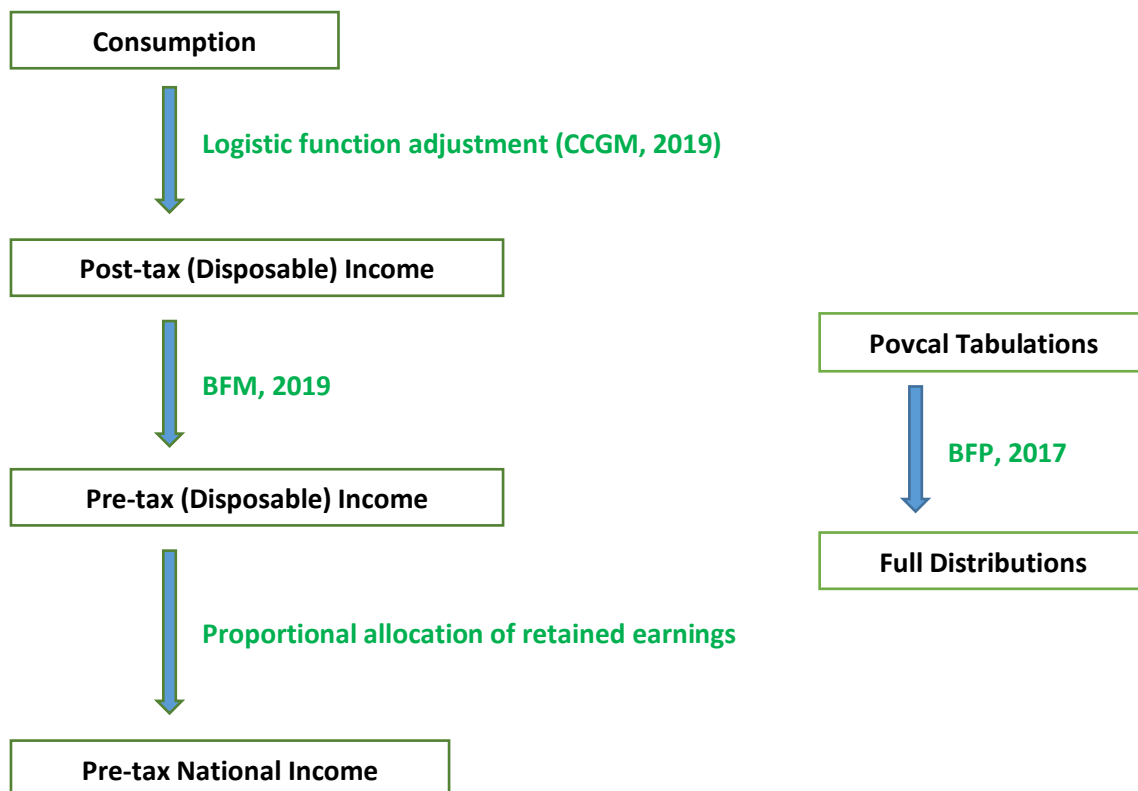 Consumption
Logistic function adjustment (CCGM, 2019)
Post-tax (Disposable) Income
BFM, 2019
Pre-tax (Disposable) Income
Proportional allocation of retained earnings
Pre-tax National Income
Povcal Tabulations
BFP, 2017
Full Distributions